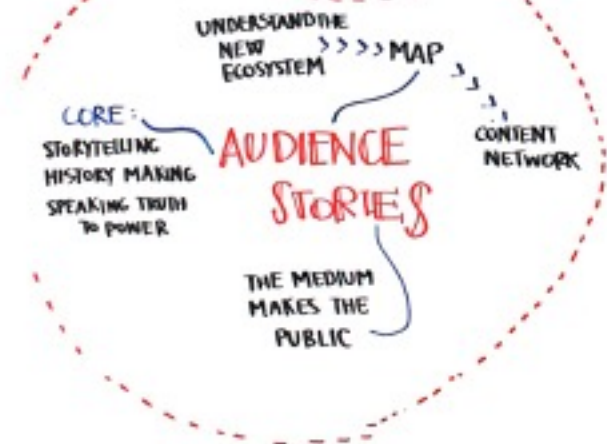 UNDERSTAND THE
NEW
ECOSYSTEM
MAP
CONTENT
NETWORK
CORE:
STORYTELLING
HISTORY MAKING
SPEAKING TRUTH
TO POWER
AUDIENCE
STORIES
THE MEDIUM
MAKES THE
PUBLIC